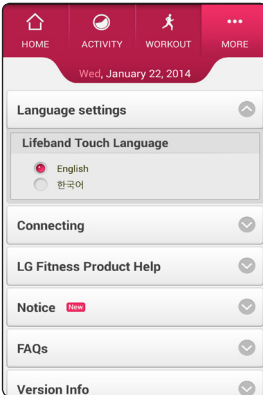 HOME ACTIVITY WORKOUT MORE
Wed, January 22, 2014
Language settings
Lifeband Touch Language
English
한국어
Connecting
LG Fitness Product Help
Notice New
FAQs
Version Info